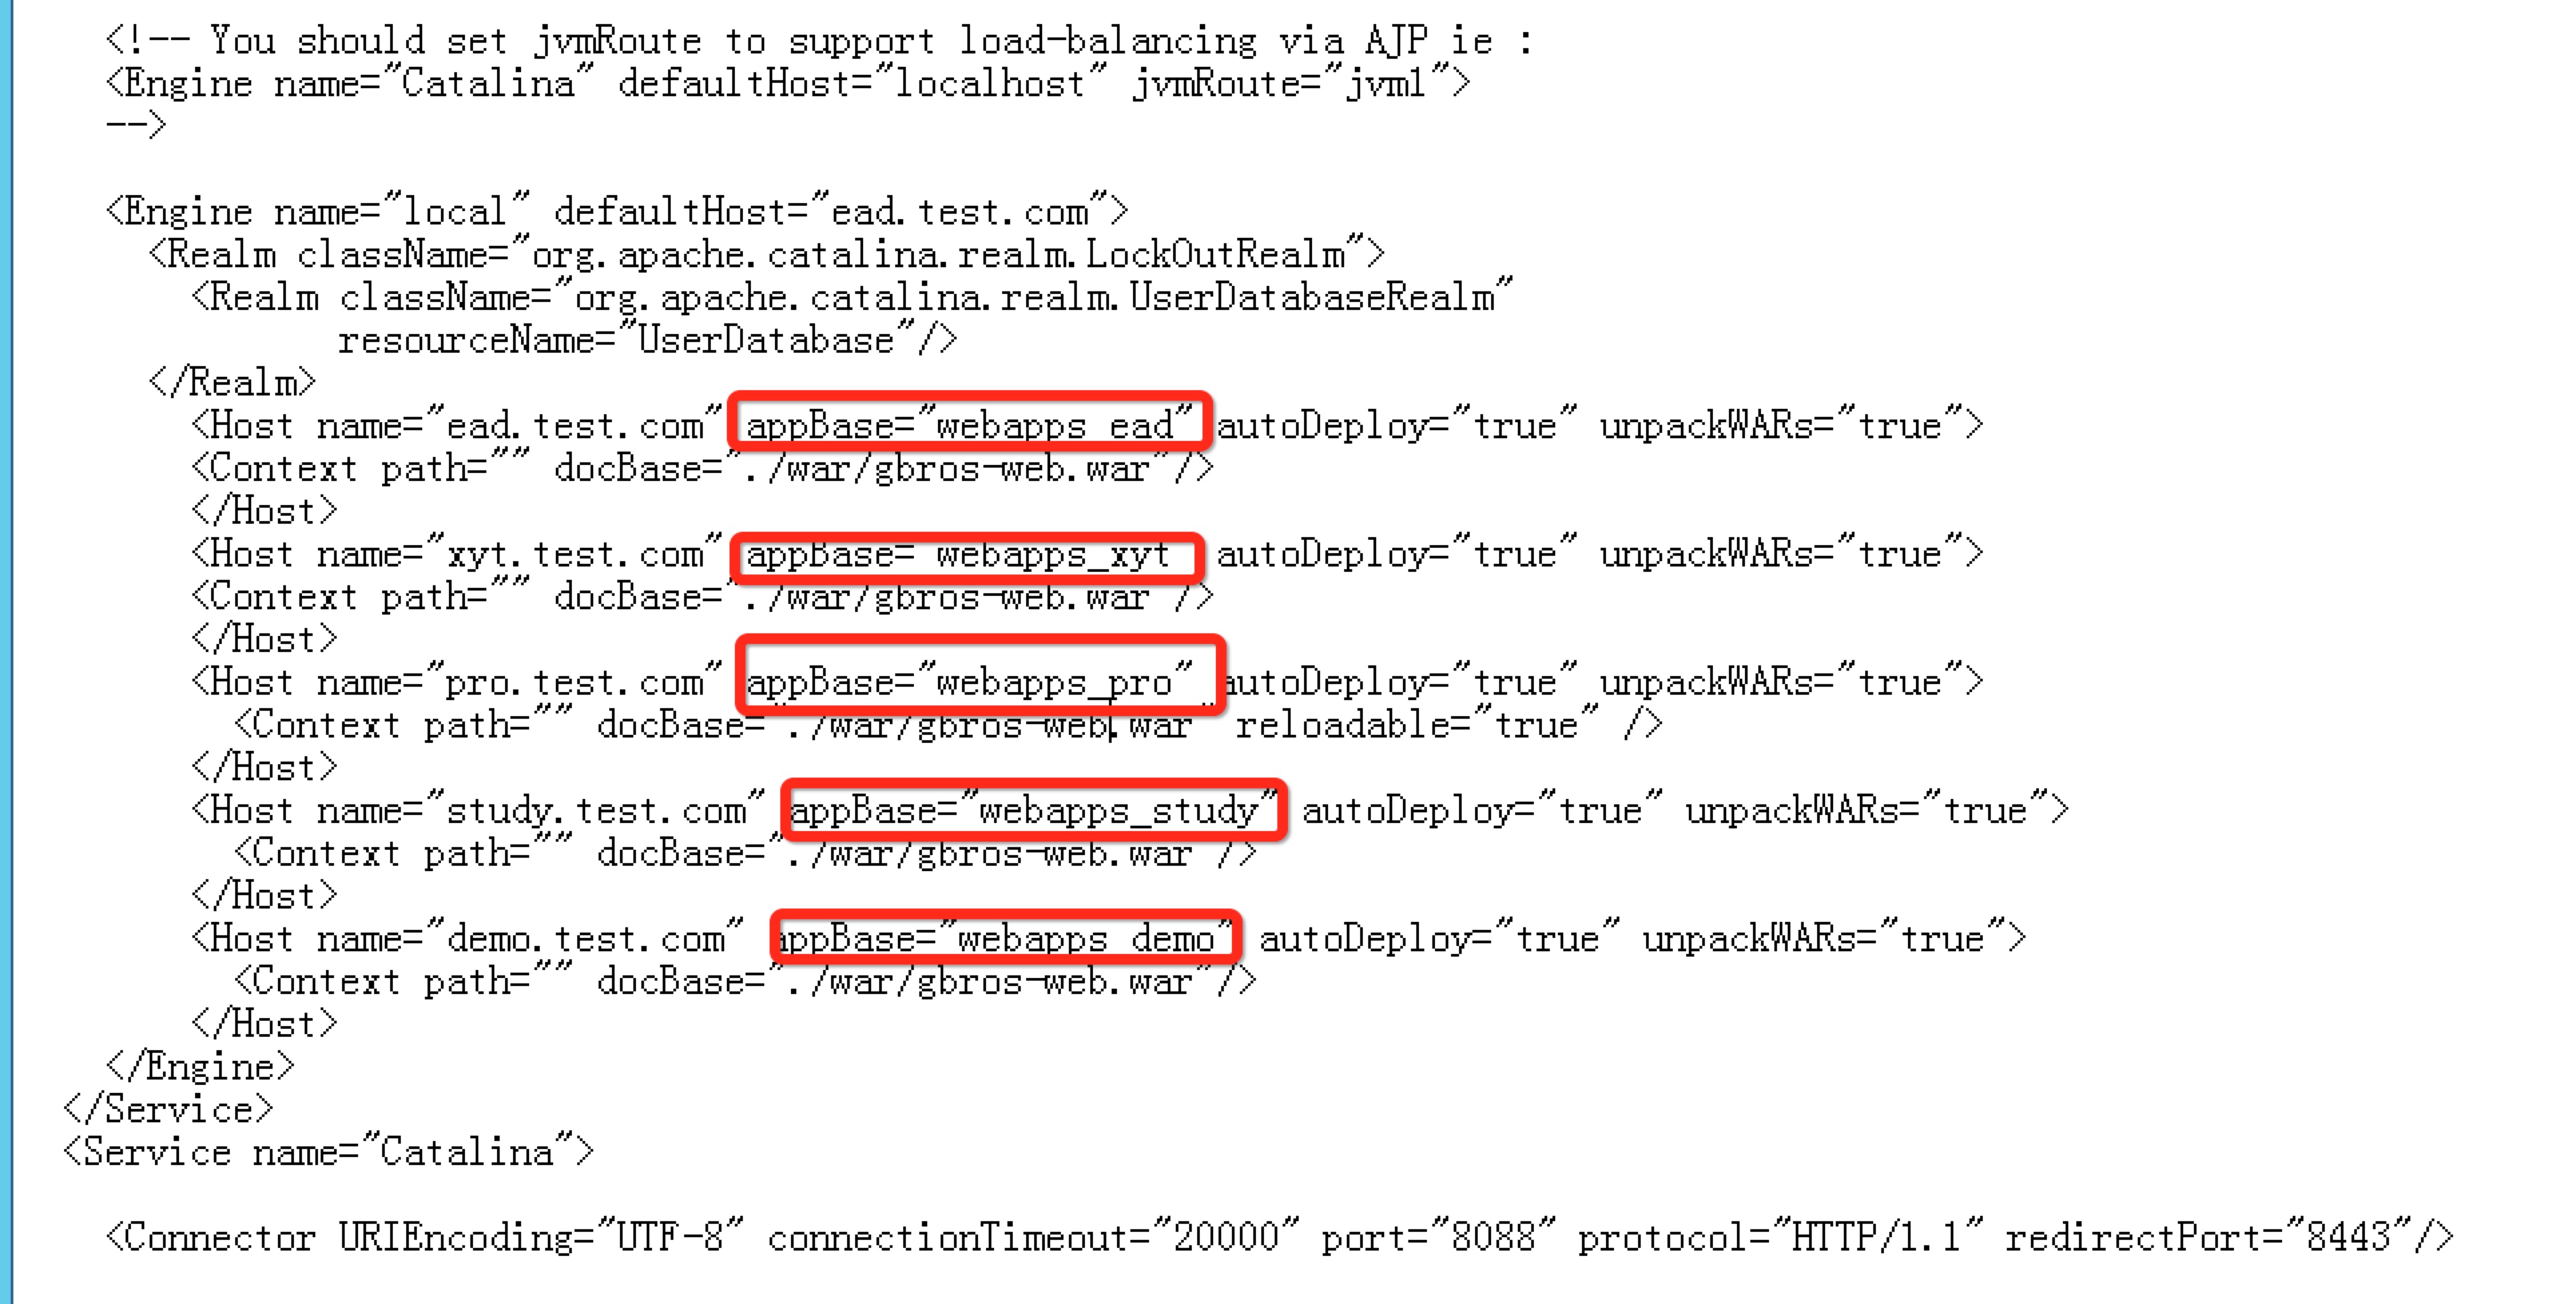 <!-- You should set jvmRoute to support load-balancing via AJP ie :
<Engine name="Catalina" defaultHost="localhost" jvmRoute="jvm1">
-->
<Engine name="local" defaultHost="ead.test.com">
<Realm className="org.apache.catalina.realm.LockOutRealm">
<Realm className="org.apache.catalina.realm.UserDatabaseRealm"
resourceName="UserDatabase"/>
</Realm>
<Host name="ead.test.com" appBase="webapps_ead" autoDeploy="true" unpackWARs="true">
<Context path="" docBase="./war/gbros-web.war"/>
</Host>
<Host name="xyt.test.com" appBase="webapps_xyt" autoDeploy="true" unpackWARs="true">
<Context path="" docBase="./war/gbros-web.war"/>
</Host>
<Host name="pro.test.com" appBase="webapps_pro" autoDeploy="true" unpackWARs="true">
<Context path="" docBase="./war/gbros-web.war" reloadable="true" />
</Host>
<Host name="study.test.com" appBase="webapps_study" autoDeploy="true" unpackWARs="true">
<Context path="" docBase="./war/gbros-web.war"/>
</Host>
<Host name="demo.test.com" appBase="webapps_demo" autoDeploy="true" unpackWARs="true">
<Context path="" docBase="./war/gbros-web.war"/>
</Host>
</Engine>
</Service>
<Service name="Catalina">
<Connector URIEncoding="UTF-8" connectionTimeout="20000" port="8088" protocol="HTTP/1.1" redirectPort="8443"/>